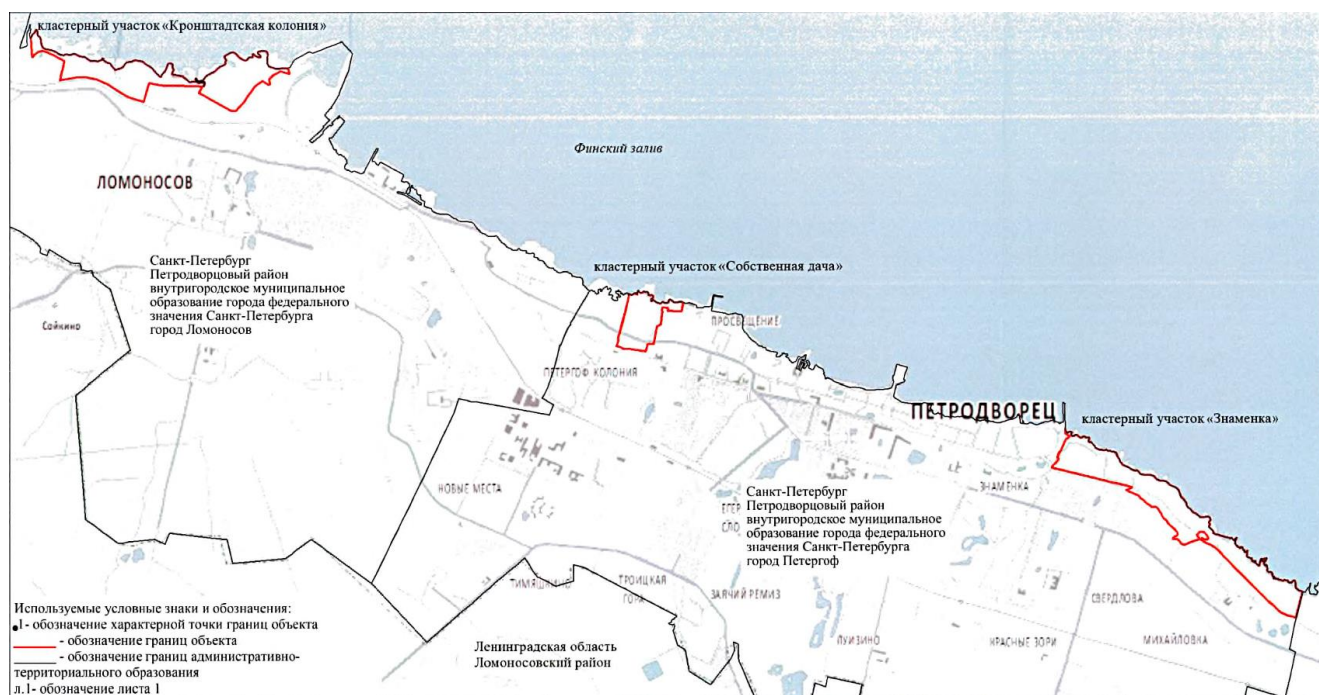 кластерный участок «Кронштадтская колония»
Финский залив
ЛОМОНОСОВ
Санкт-Петербург
Петродворцовый район
внутригородское муниципальное
образование города федерального
значения Санкт-Петербурга
город Ломоносов
Сойкино
кластерный участок «Собственная дача»
ПРОСВЕЩЕНИЕ
ПЕТЕРГОФ КОЛОНИЯ
ПЕТРОДВОРЕЦ
кластерный участок «Знаменка»
НОВЫЕ МЕСТА
ЗНАМЕНКА
Санкт-Петербург
Петродворцовый район
внутригородское муниципальное
образование города федерального
значения Санкт-Петербурга
город Петергоф
ТРОИЦКАЯ
ГОРА
ЗАЯЧИЙ РЕМИЗ
СВЕРДЛОВА
ЛУИЗИНО
КРАСНЫЕ ЗОРИ
МИХАЙЛОВКА
Ленинградская область
Ломоносовский район
Используемые условные знаки и обозначения:
1- обозначение характерной точки границ объекта
- обозначение границ объекта
- обозначение границ административно-
территориального образования
л.1- обозначение листа 1